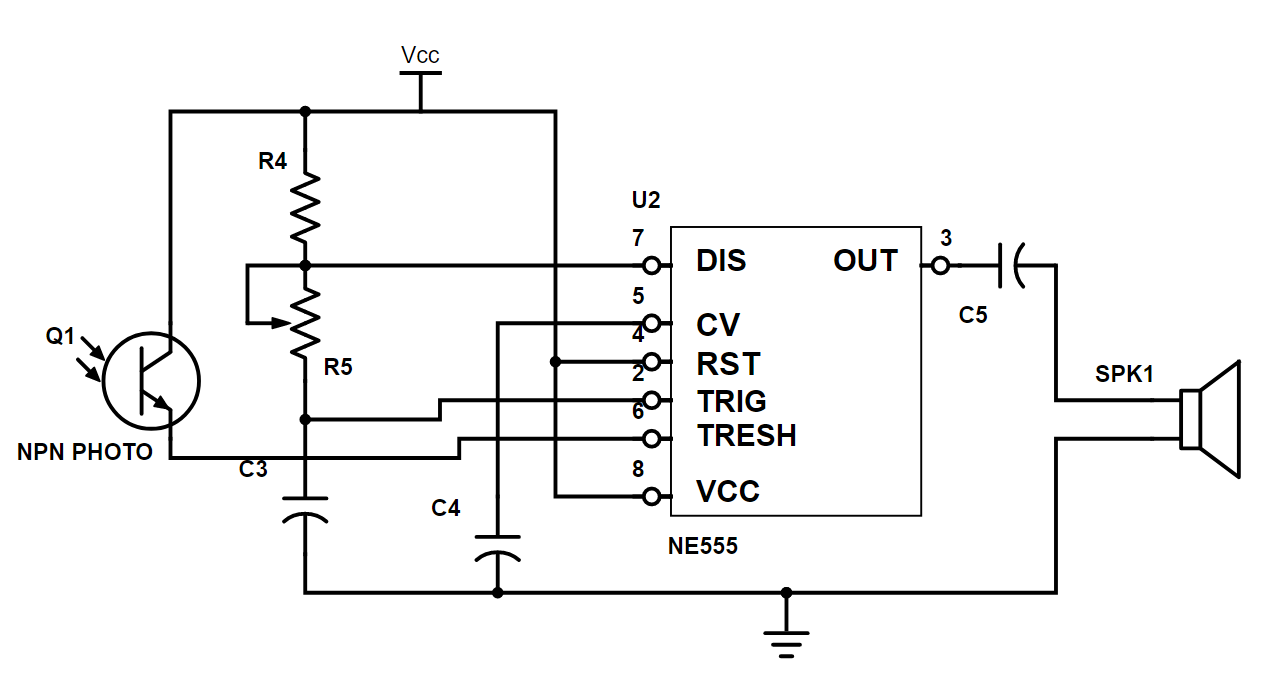 Vcc
R4
U2
7
DIS
OUT
3
5
CV
C5
4
RST
Q1
R5
2
TRIG
SPK1
6
TRESH
NPN PHOTO
C3
8
VCC
C4
NE555